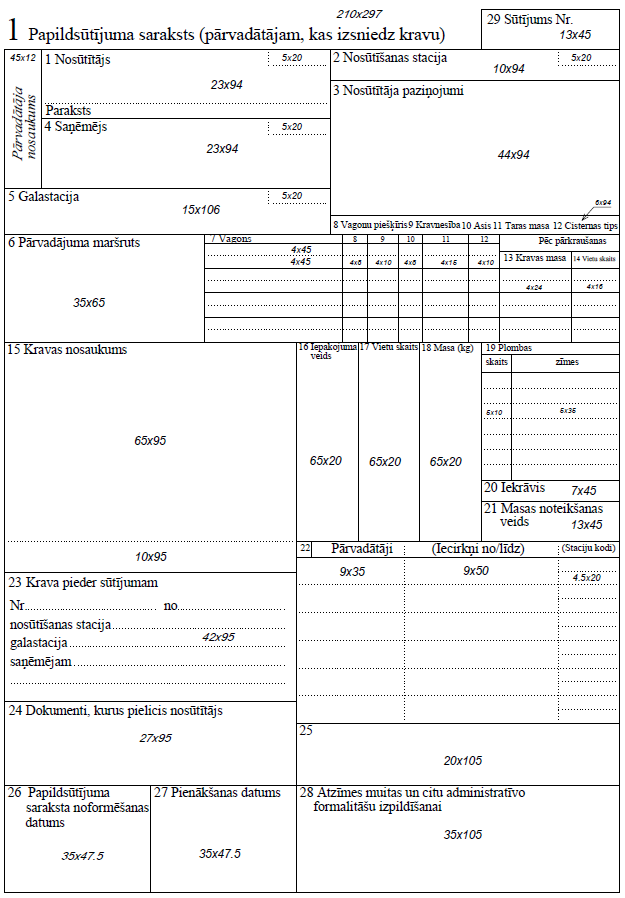 210x297
1 Papildsūtījuma saraksts (pārvadātājam, kas izsniedz kravu)
29 Sūtījums Nr.
13x45
45x12
Pārvadātāja nosaukums
1 Nosūtītājs
5x20
23x94
Paraksts
2 Nosūtīšanas stacija
5x20
10x94
3 Nosūtītāja paziņojumi
44x94
4 Saņēmējs
5x20
23x94
5 Galastacija
5x20
15x106
6x94
8 Vagonu piešķīris 9 Kravnesība 10 Asis 11 Taras masa 12 Cisternas tips
6 Pārvadājuma maršruts
35x65
7 Vagons 8 9 10 11 12
Pēc pārkraušanas
4x45
4x45 4x6 4x10 4x6 4x15 4x10
13 Kravas masa 14 Vietu skaits
4x24 4x16
15 Kravas nosaukums
65x95
10x95
16 Iepakojuma veids
65x20
17 Vietu skaits
65x20
18 Masa (kg)
65x20
19 Plombas
skaits zīmes
5x10 5x35
20 Iekrāvis
7x45
21 Masas noteikšanas
veids
13x45
22 Pārvadātāji (Iecirkņi no/līdz) (Staciju kodi)
9x35 9x50
4.5x20
23 Krava pieder sūtījumam
Nr no
nosūtīšanas stacija
galastacija 42x95
saņēmējam
24 Dokumenti, kurus pielicis nosūtītājs
27x95
25
20x105
26 Papildsūtījuma
saraksta noformēšanas
datums
35x47.5
27 Pienākšanas datums
35x47.5
28 Atzīmes muitas un citu administratīvo
formalitāšu izpildīšanai
35x105